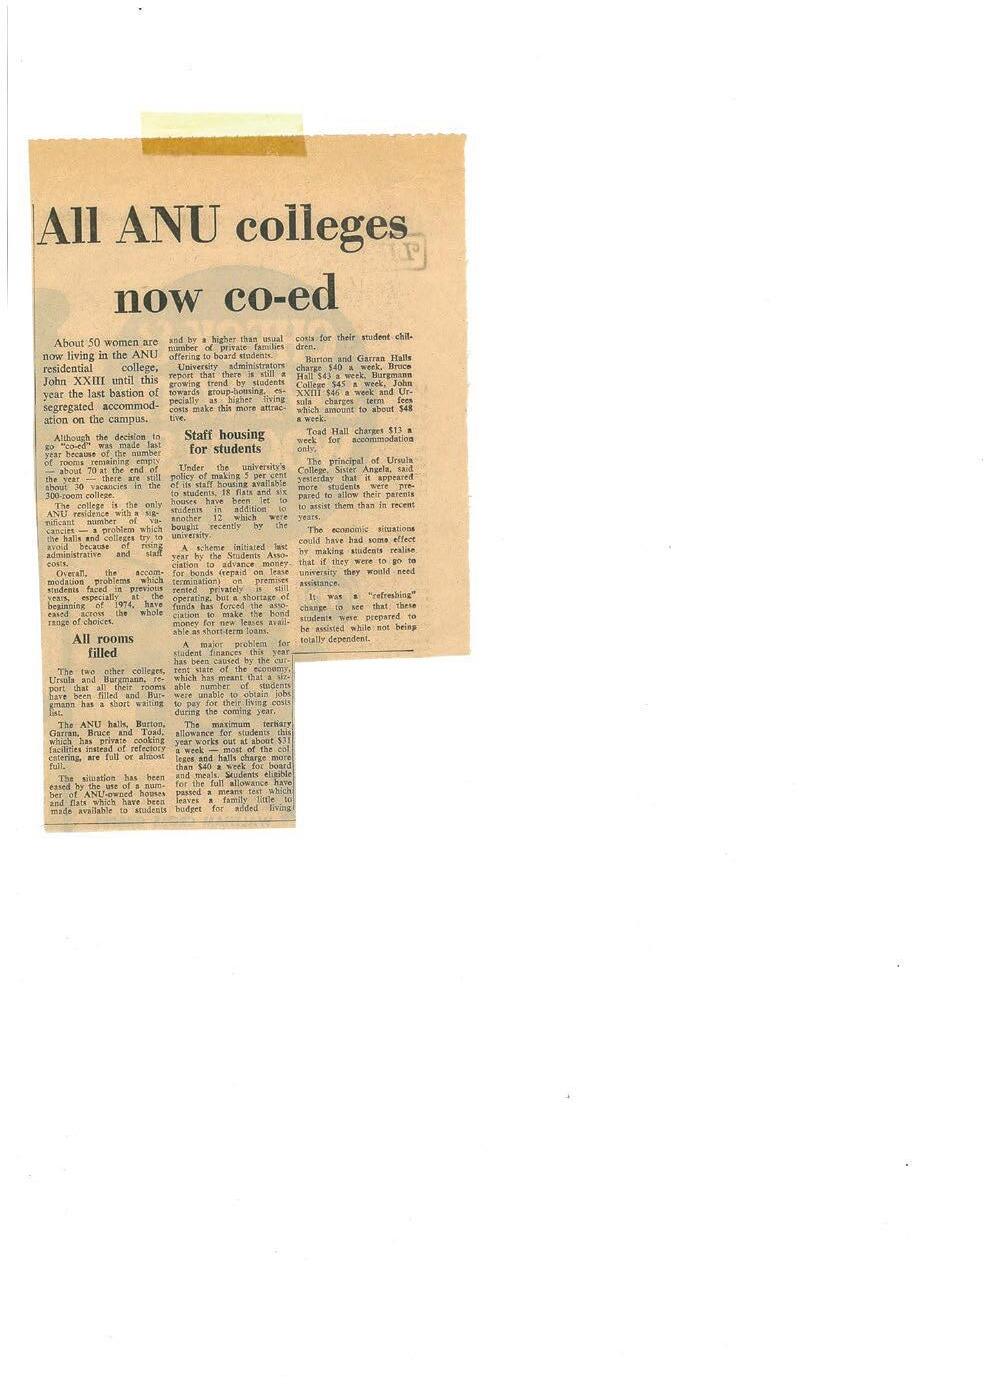 All ANU colleges
now co-ed
About 50 women are
now living in the ANU
residential college,
John XXIII until this
year the last bastion of
segregated accommod-
ation on the campus.
Although the decision to
go "co-ed" was made last
year because of the number
of rooms remaining empty
— about 70 at the end of
the year — there are still
about 30 vacancies in the
300-room college.
The college is the only
ANU residence with a sig-
nificant number of va-
cancies — a problem which
the halls and colleges try to
avoid because of rising
administrative and staff
costs.
Overall, the accom-
modation problems which
students faced in previous
years, especially at the
beginning of 1974, have
eased across the whole
range of choices.
All rooms
filled
The two other colleges,
Ursula and Burgmann, re-
port that all their rooms
have been filled and Bur-
gmann has a short waiting
list.
The ANU halls, Burton,
Garran, Bruce and Toad,
which has private cooking
facilities instead of refectory
catering, are full or almost
full.
The situation has been
eased by the use of a num-
ber of ANU-owned houses
and flats which have been
made available to students
and by a higher than usual
number of private families
offering to board students.
University administrators
report that there is still a
growing trend by students
towards group-housing, es-
pecially as higher living
costs make this more attrac-
tive.
Staff housing
for students
Under the university's
policy of making 5 per cent
of its staff housing available
to students, 18 flats and six
houses have been let to
students in addition to
another 12 which were
bought recently by the
university.
A scheme initiated last
year by the Students Asso-
ciation to advance money
for bonds (repaid on lease
termination) on premises
rented privately is still
operating, but a shortage of
funds has forced the asso-
ciation to make the bond
money for new leases avail-
able as short-term loans.
A major problem for
student finances this year
has been caused by the cur-
rent state of the economy,
which has meant that a siz-
able number of students
were unable to obtain jobs
to pay for their living costs
during the coming year.
The maximum tertiary
allowance for students this
year works out at about $31
a week — most of the col
leges and halls charge more
than $40 a week for board
and meals. Students eligible
for the full allowance have
passed a means test which
leaves a family little to
budget for added living
costs for their student chil-
dren.
Burton and Garran Halls
charge $40 a week, Bruce
Hall $43 a week, Burgmann
College $45 a week, John
XXIII $46 a week and Ur-
sula charges term fees
which amount to about $48
a week.
Toad Hall charges $13 a
week for accommodation
only.
The principal of Ursula
College, Sister Angela, said
yesterday that it appeared
more students were pre-
pared to allow their parents
to assist them than in recent
years.
The economic situations
could have had some effect
by making students realise
that if they were to go to
university they would need
assistance.
It was a "refreshing"
change to see that these
students were prepared to
be assisted while not being
totally dependent.